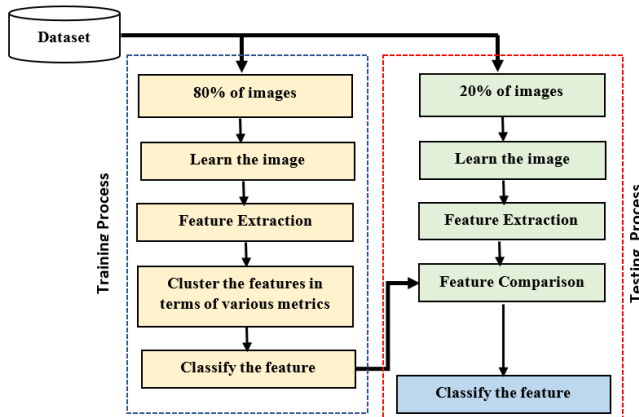 Dataset
80% of images
Learn the image
Feature Extraction
Cluster the features in
terms of various metrics
Classify the feature
Training Process
20% of images
Learn the image
Feature Extraction
Feature Comparison
Classify the feature
Testing Process